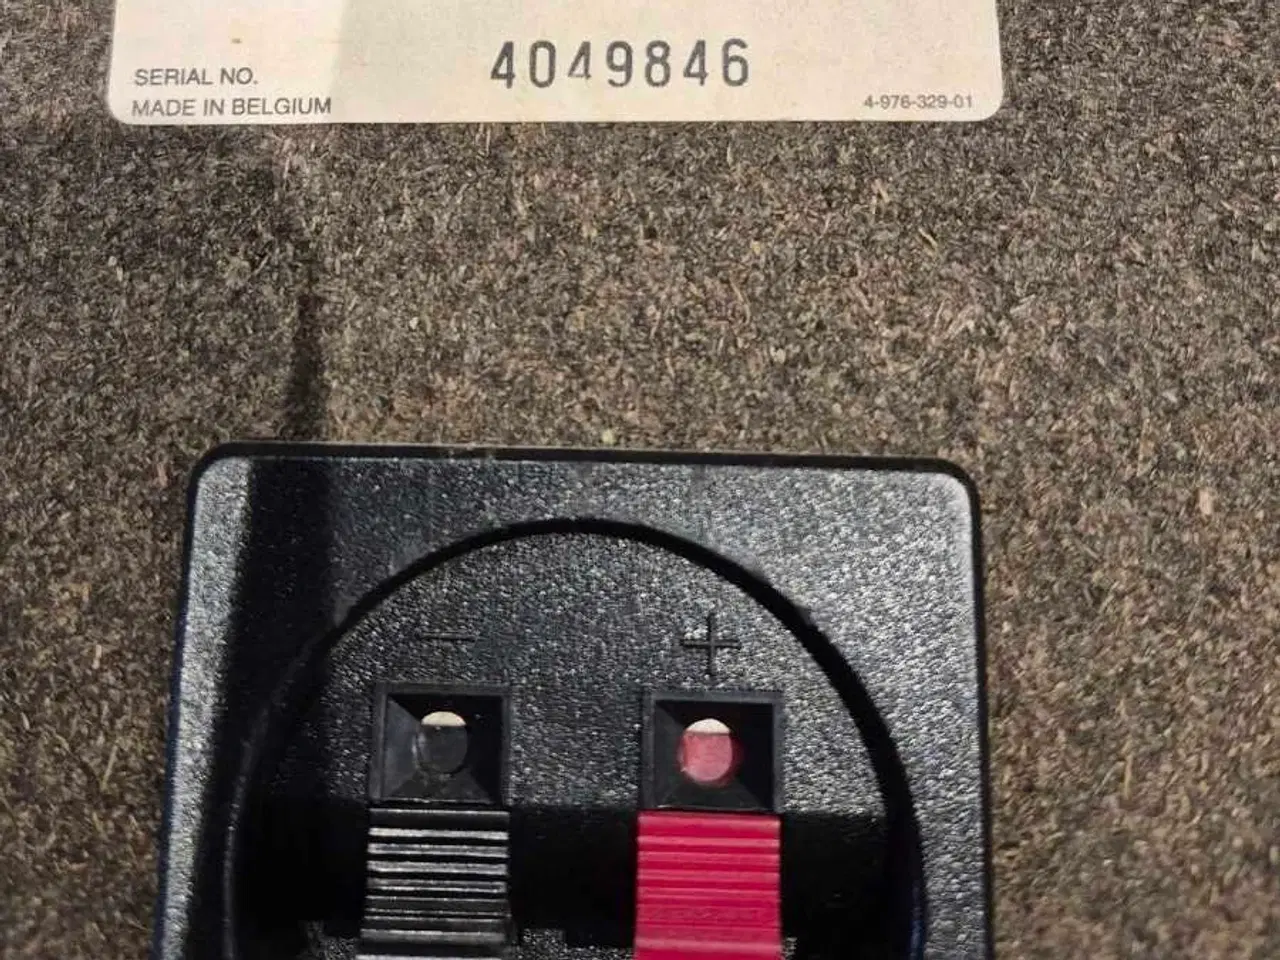 SERIAL NO. 4049846
MADE IN BELGIUM 4-976-329-01
− +